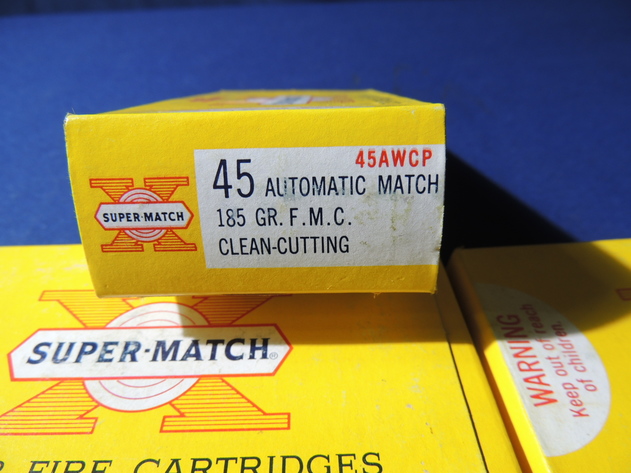 45AWCP
45 AUTOMATIC MATCH
185 GR. F.M.C.
CLEAN-CUTTING
SUPER-MATCH
SUPER-MATCH®
FIRE CARTRIDGES
WARNING
Keep out of reach
of children.